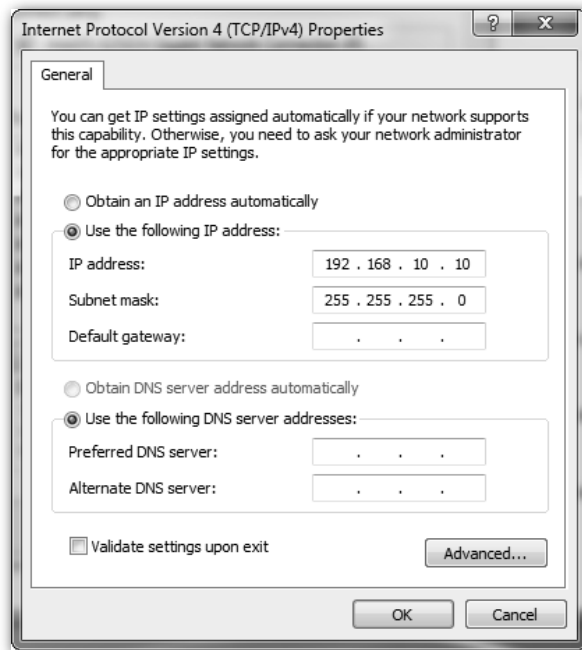 Internet Protocol Version 4 (TCP/IPv4) Properties
General
You can get IP settings assigned automatically if your network supports
this capability. Otherwise, you need to ask your network administrator
for the appropriate IP settings.
Obtain an IP address automatically
Use the following IP address:
IP address: 192 . 168 . 10 . 10
Subnet mask: 255 . 255 . 255 . 0
Default gateway: . . .
Obtain DNS server address automatically
Use the following DNS server addresses:
Preferred DNS server: . . .
Alternate DNS server: . . .
Validate settings upon exit
Advanced...
OK Cancel